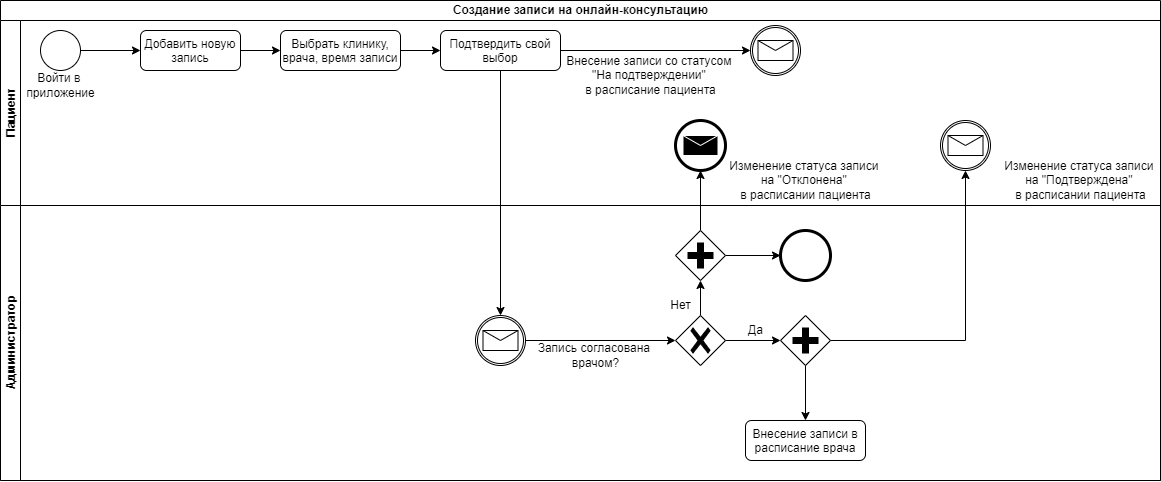 Создание записи на онлайн-консультацию
Пациент
Войти в
приложение
Добавить новую
запись
Выбрать клинику,
врача, время записи
Подтвердить свой
выбор
Внесение записи со статусом
"На подтверждении"
в расписание пациента
Изменение статуса записи
на "Отклонена"
в расписании пациента
Изменение статуса записи
на "Подтверждена"
в расписании пациента
Администратор
Нет
Да
Запись согласована
врачом?
Внесение записи в
расписание врача